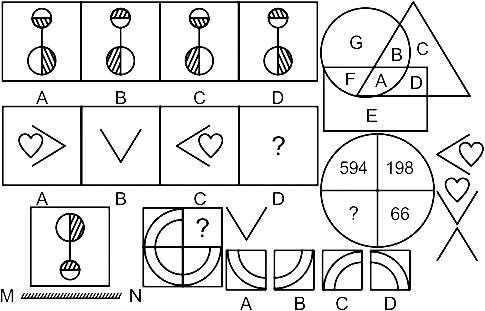 A B C D
G B C
F A D
E
?
A B C D
594 198
? 66
?
M N
A B C D